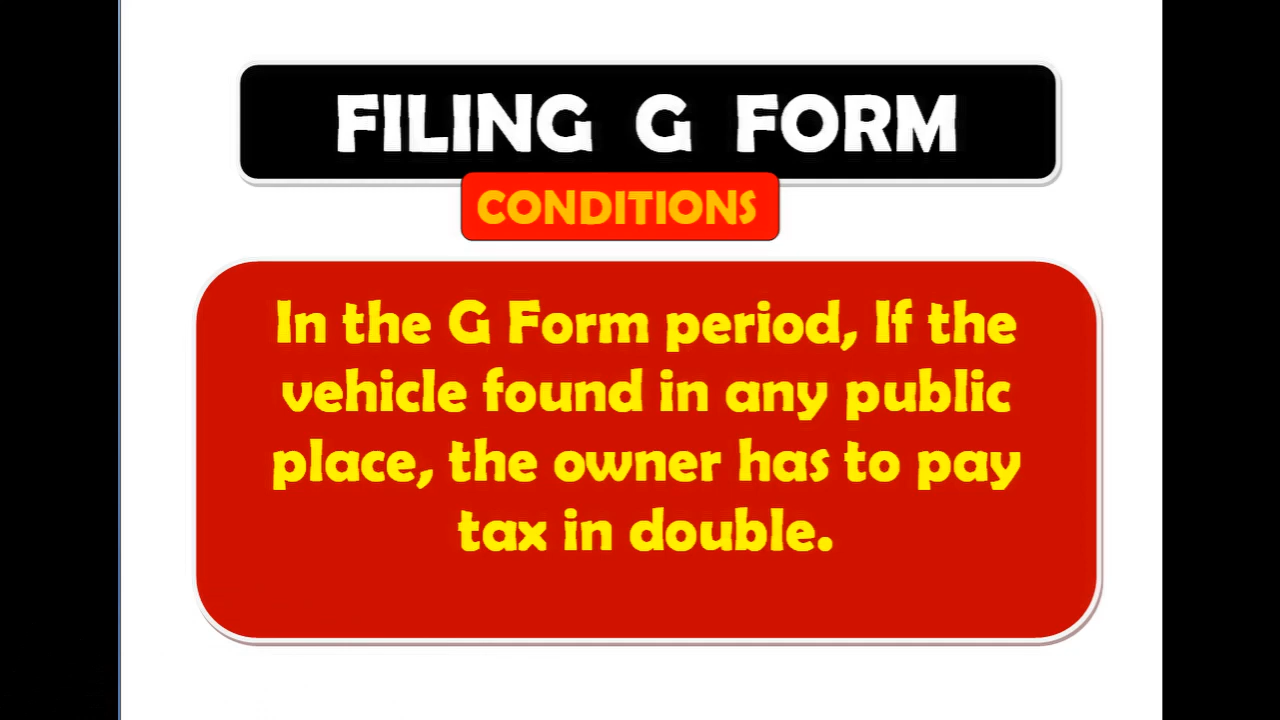 FILING G FORM
CONDITIONS
In the G Form period, If the
vehicle found in any public
place, the owner has to pay
tax in double.